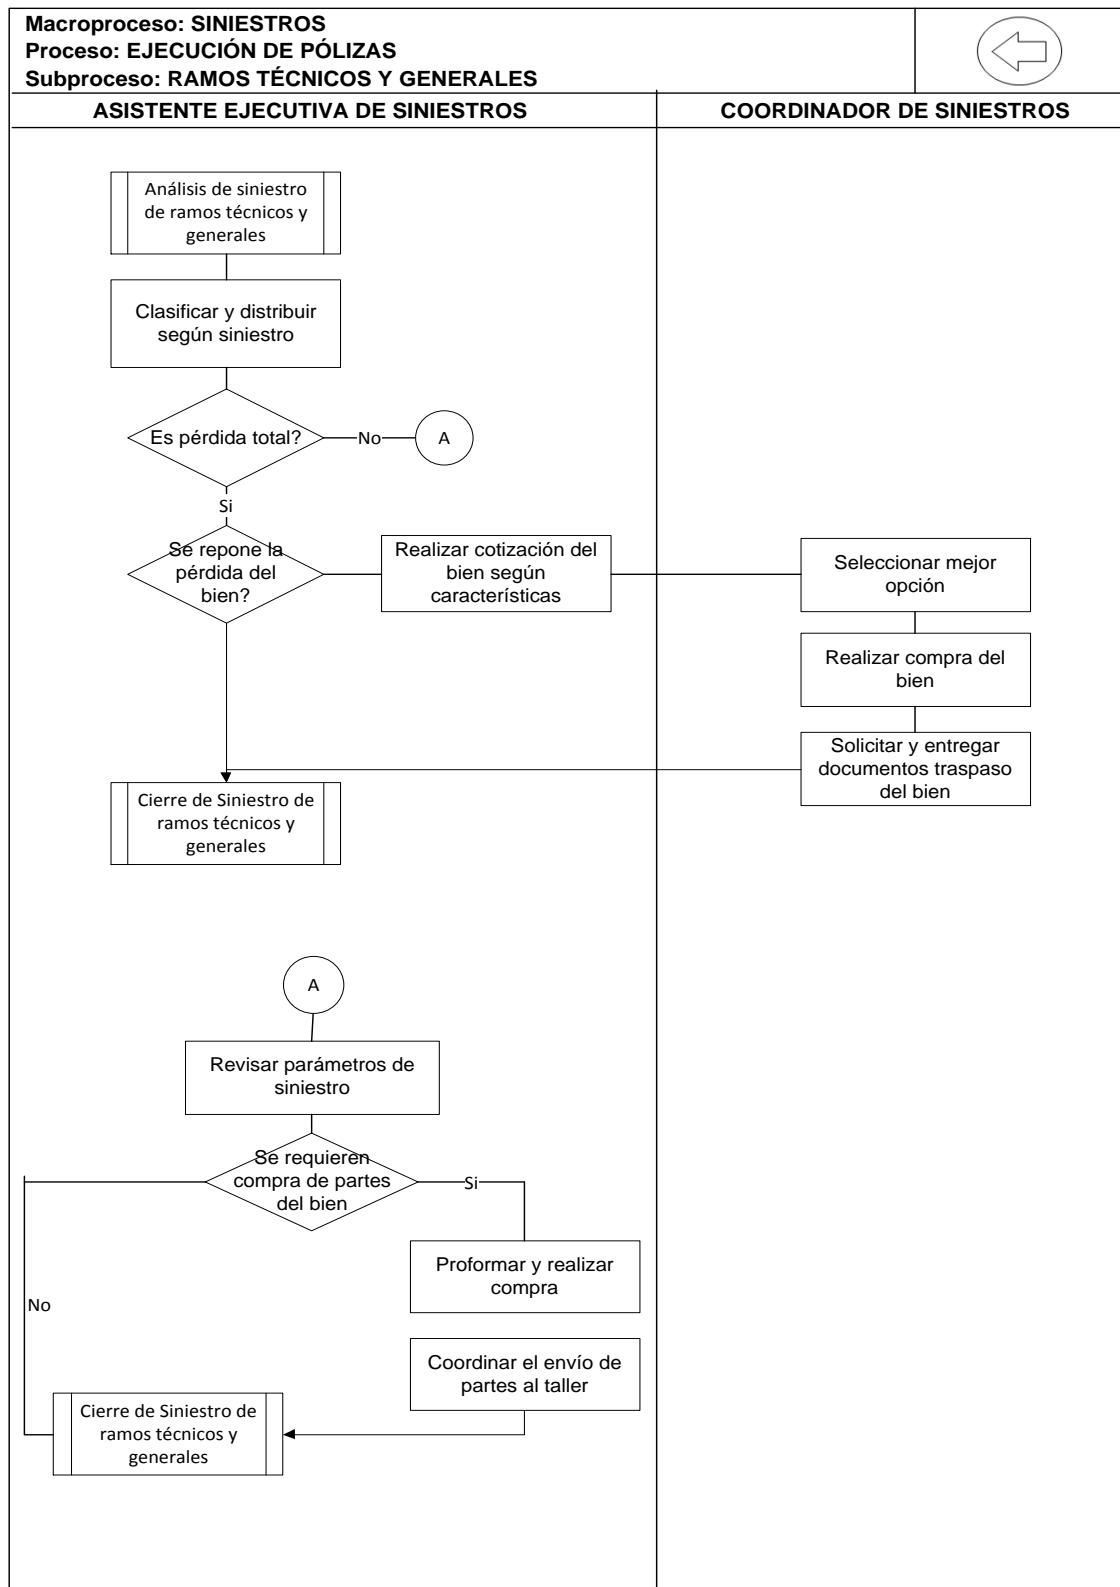 Macroproceso: SINIESTROS
Proceso: EJECUCIÓN DE PÓLIZAS
Subproceso: RAMOS TÉCNICOS Y GENERALES
ASISTENTE EJECUTIVA DE SINIESTROS
COORDINADOR DE SINIESTROS
Análisis de siniestro
de ramos técnicos y
generales
Clasificar y distribuir
según siniestro
Es pérdida total?
No
A
Si
Se repone la
pérdida del
bien?
Realizar cotización del
bien según
características
Seleccionar mejor
opción
Realizar compra del
bien
Solicitar y entregar
documentos traspaso
del bien
Cierre de Siniestro de
ramos técnicos y
generales
A
Revisar parámetros de
siniestro
Se requieren
compra de partes
del bien
Si
Proformar y realizar
compra
No
Coordinar el envío de
partes al taller
Cierre de Siniestro de
ramos técnicos y
generales